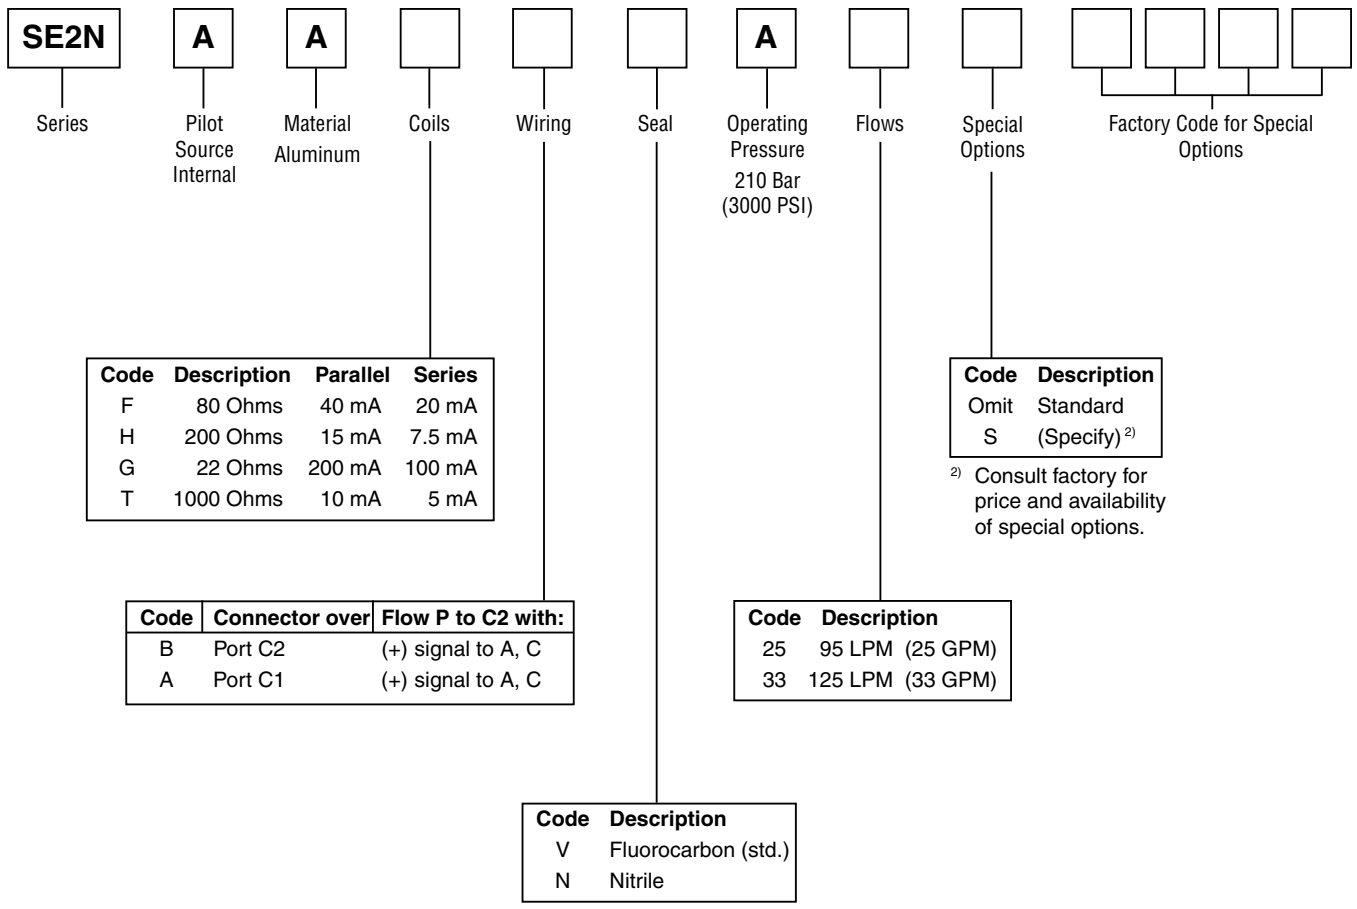 SE2N A A A
Series
Pilot
Source
Internal
Material
Aluminum
Coils
Wiring
Seal
Operating
Pressure
210 Bar
(3000 PSI)
Flows
Special
Options
Factory Code for Special
Options
Code Description Parallel Series
F 80 Ohms 40 mA 20 mA
H 200 Ohms 15 mA 7.5 mA
G 22 Ohms 200 mA 100 mA
T 1000 Ohms 10 mA 5 mA
Code Description
Omit Standard
S (Specify) 2)
2) Consult factory for
price and availability
of special options.
Code Connector over Flow P to C2 with:
B Port C2 (+) signal to A, C
A Port C1 (+) signal to A, C
Code Description
25 95 LPM (25 GPM)
33 125 LPM (33 GPM)
Code Description
V Fluorocarbon (std.)
N Nitrile